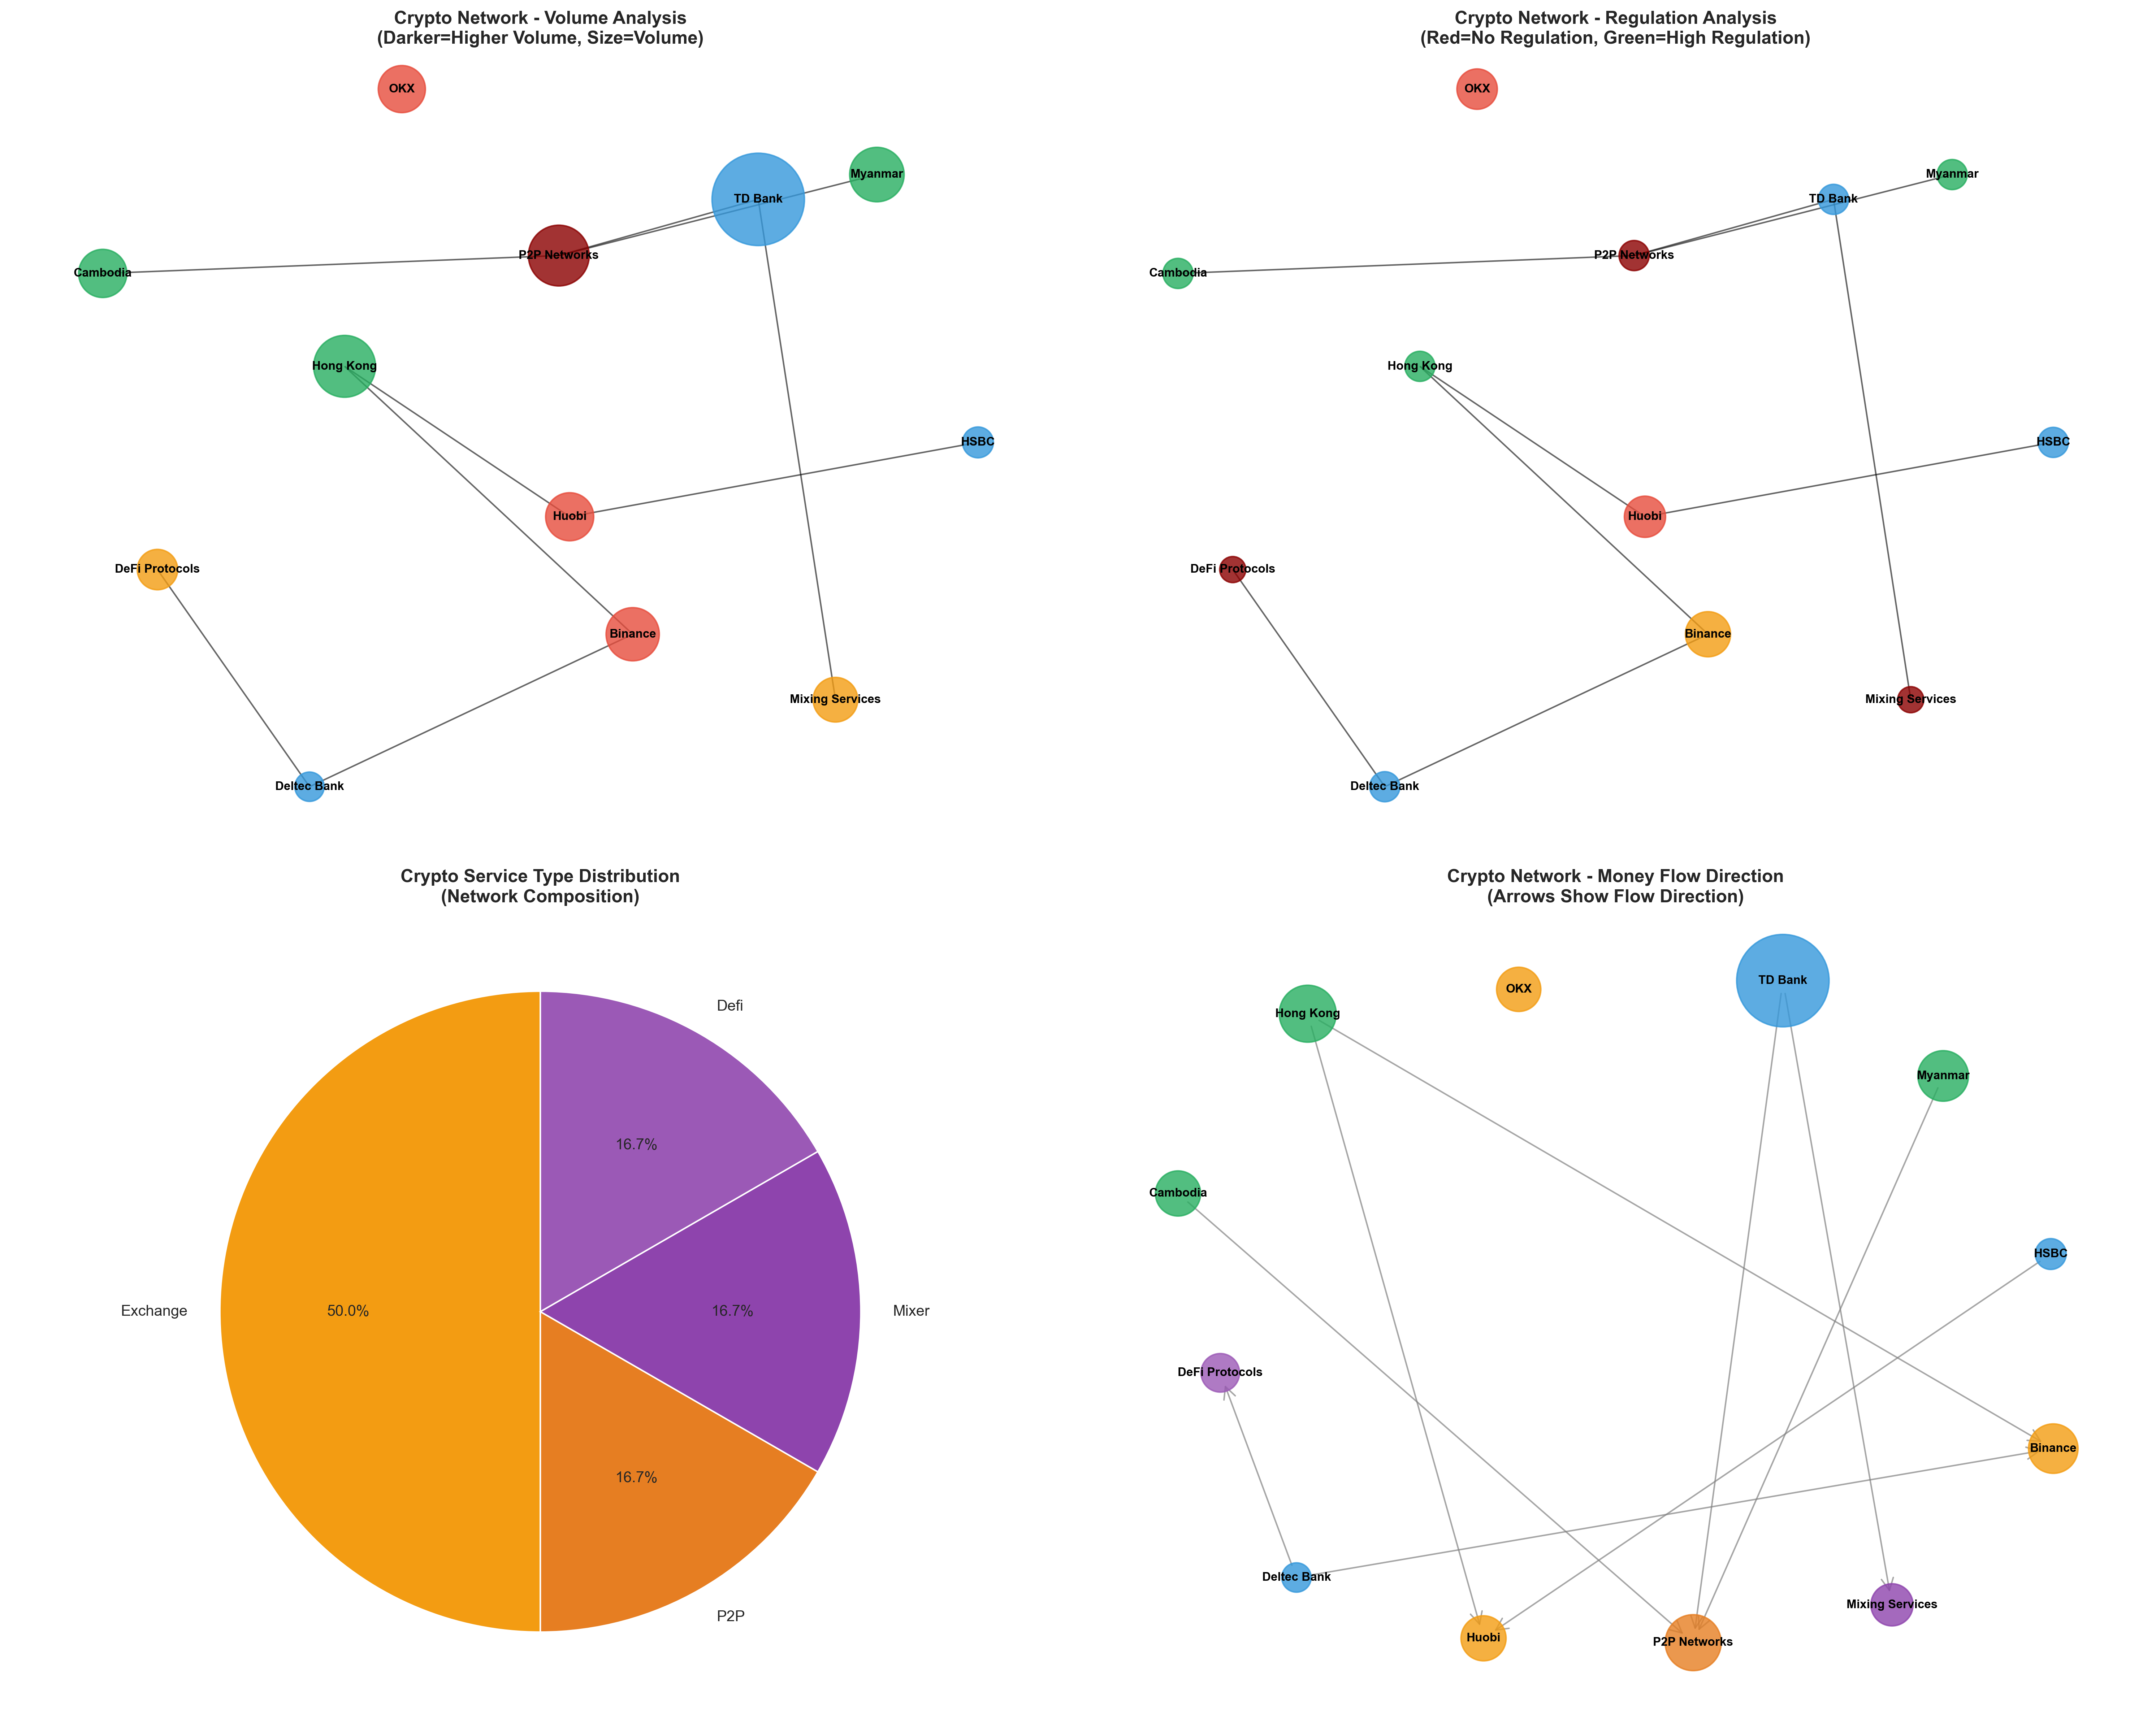 Crypto Network - Volume Analysis
(Darker=Higher Volume, Size=Volume)
OKX
Myanmar
TD Bank
P2P Networks
Cambodia
Hong Kong
HSBC
Huobi
DeFi Protocols
Binance
Mixing Services
Deltec Bank
Crypto Network - Regulation Analysis
(Red=No Regulation, Green=High Regulation)
OKX
Myanmar
TD Bank
P2P Networks
Cambodia
Hong Kong
HSBC
Huobi
DeFi Protocols
Binance
Mixing Services
Deltec Bank
Crypto Service Type Distribution
(Network Composition)
Defi
16.7%
Exchange
50.0%
16.7%
Mixer
16.7%
P2P
Crypto Network - Money Flow Direction
(Arrows Show Flow Direction)
TD Bank
OKX
Hong Kong
Myanmar
Cambodia
HSBC
DeFi Protocols
Binance
Deltec Bank
Mixing Services
Huobi
P2P Networks